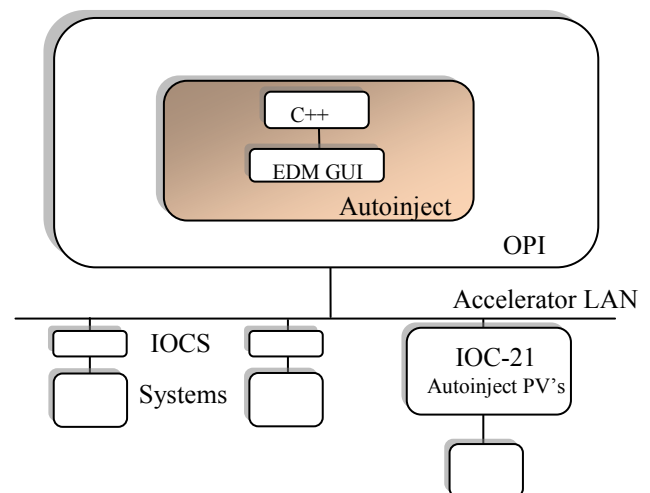 C++
EDM GUI
Autoinject
OPI
Accelerator LAN
IOCS
IOC-21
Autoinject PV's
Systems